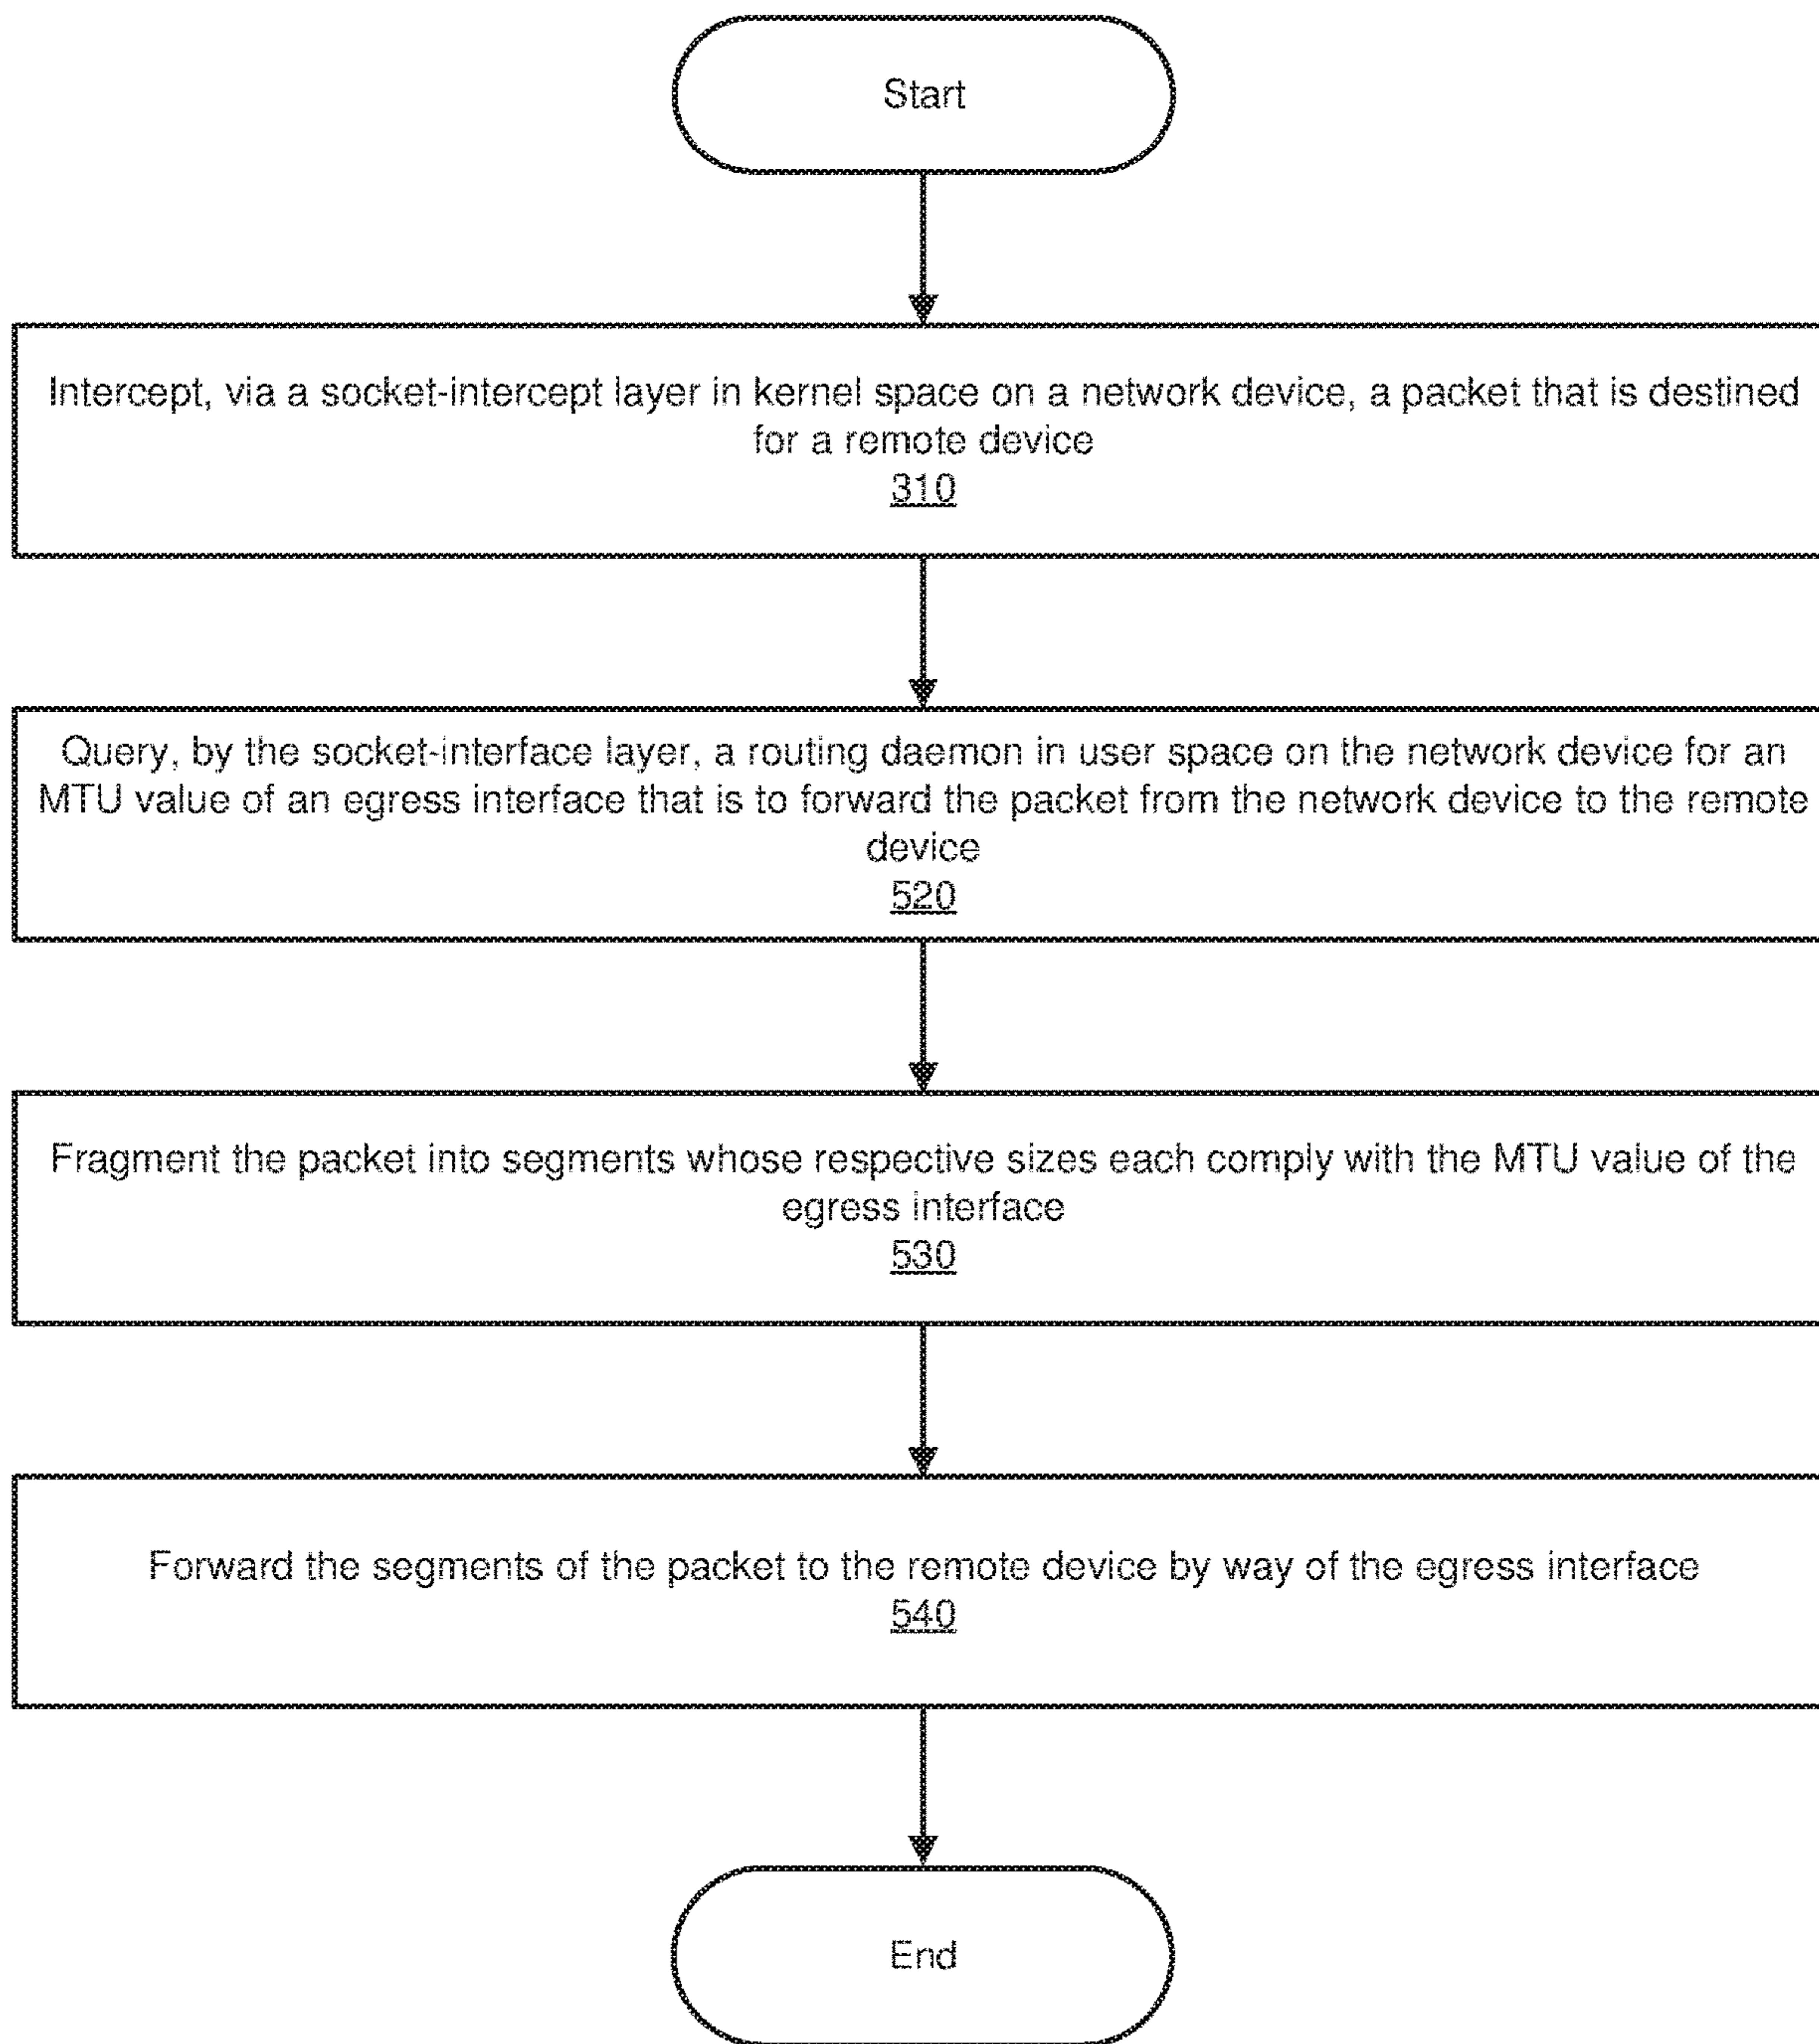 Start
Intercept, via a socket-intercept layer in kernel space on a network device, a packet that is destined
for a remote device
310
Query, by the socket-interface layer, a routing daemon in user space on the network device for an
MTU value of an egress interface that is to forward the packet from the network device to the remote
device
520
Fragment the packet into segments whose respective sizes each comply with the MTU value of the
egress interface
530
Forward the segments of the packet to the remote device by way of the egress interface
540
End